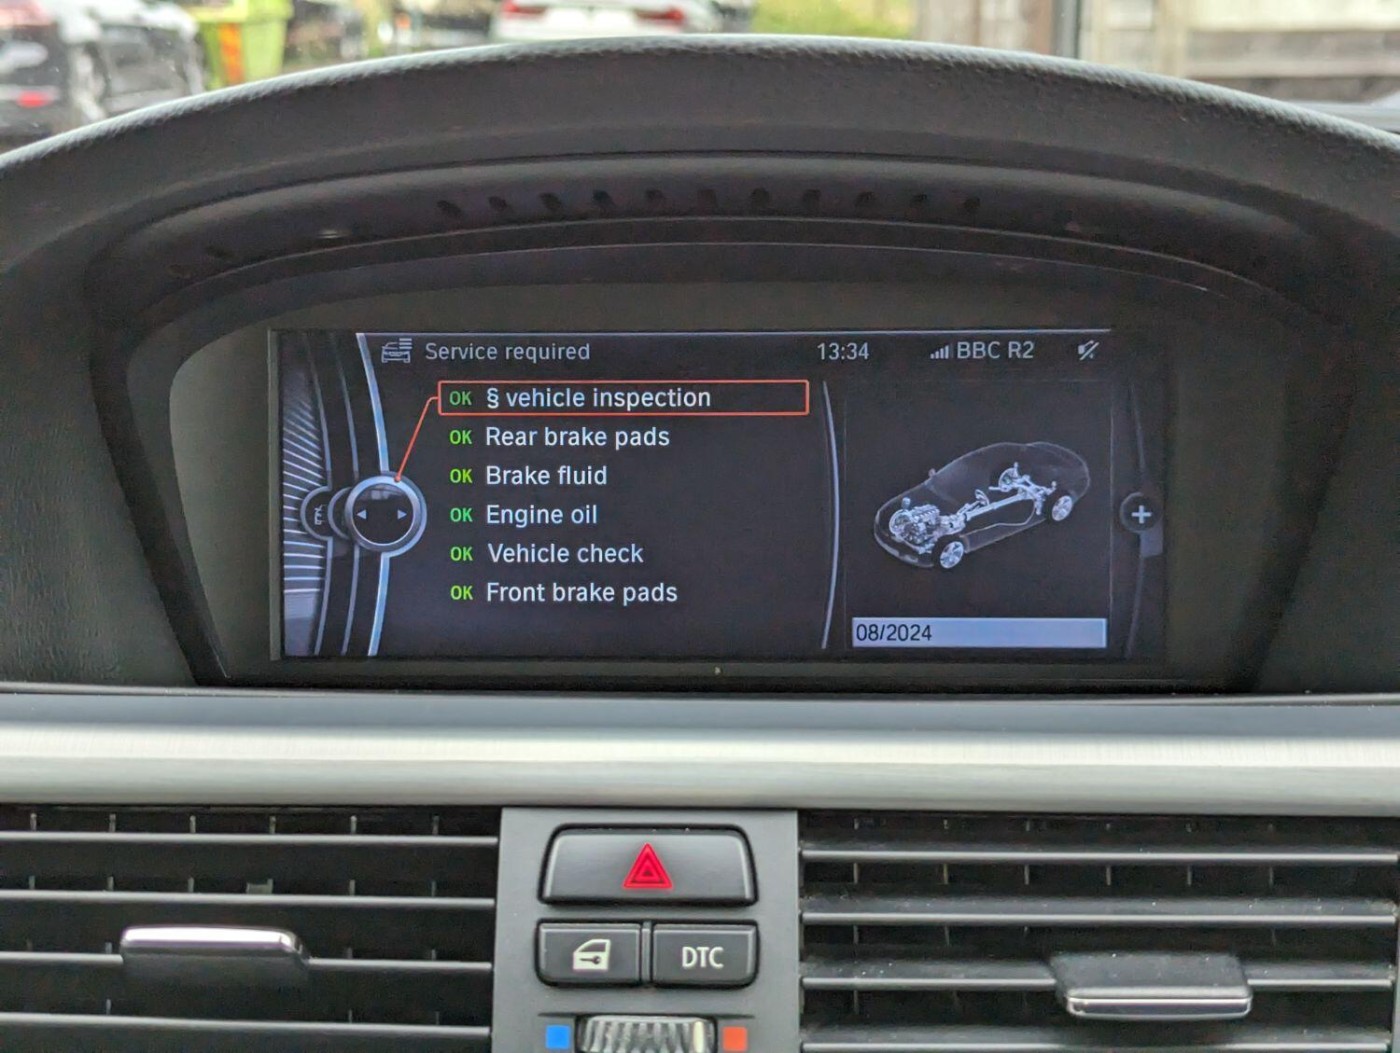 Service required 13:34 BBC R2
OK § vehicle inspection
OK Rear brake pads
OK Brake fluid
OK Engine oil
OK Vehicle check
OK Front brake pads
+
08/2024
DTC